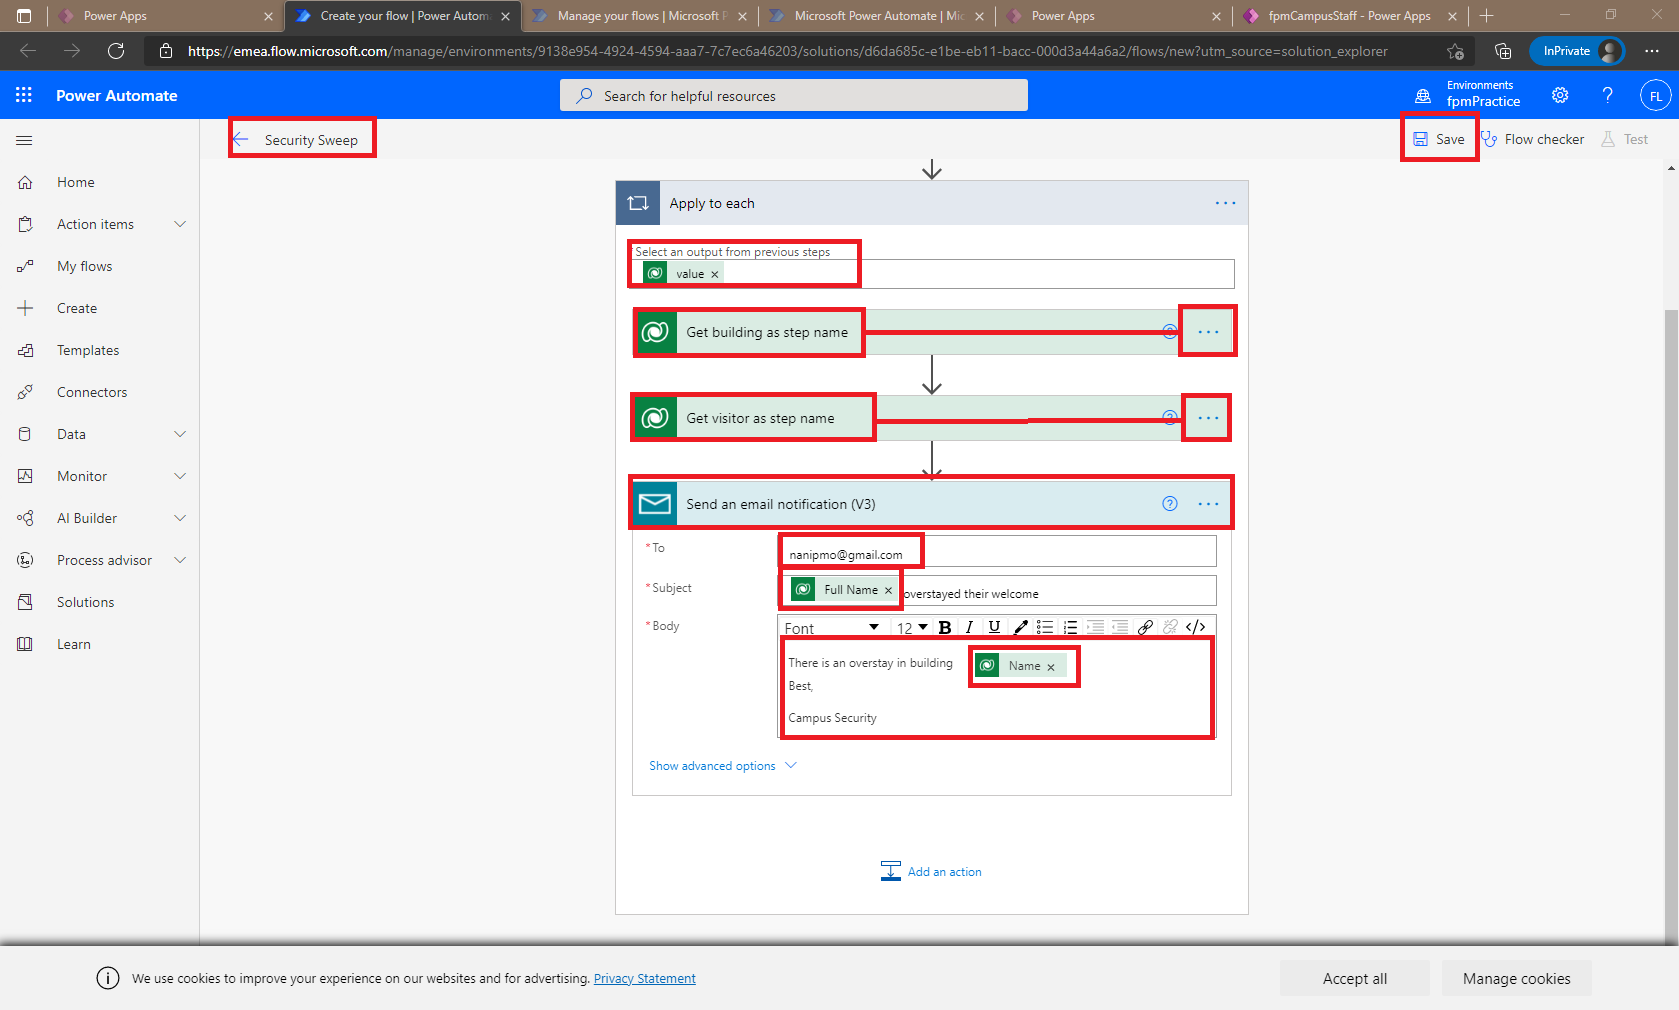 Power Apps
Create your flow | Power Autom
Manage your flows | Microsoft P
Microsoft Power Automate | Mic
Power Apps
fpmCampusStaff - Power Apps
https://emea.flow.microsoft.com/manage/environments/9138e954-4924-4594-aaa7-7c7ec6a46203/solutions/d6da685c-e1be-eb11-bacc-000d3a44a6a2/flows/new?utm_source=solution_explorer
InPrivate
Power Automate
Search for helpful resources
Environments
fpmPractice
?
FL
Security Sweep
Save
Flow checker
Test
Home
Action items
My flows
Create
Templates
Connectors
Data
Monitor
AI Builder
Process advisor
Solutions
Learn
Apply to each
*Select an output from previous steps
value
Get building as step name
?
Get visitor as step name
?
Send an email notification (V3)
?
*To
nanipmo@gmail.com
*Subject
Full Name
overstayed their welcome
*Body
Font
12
B
I
U
</>
There is an overstay in building
Name
Best,
Campus Security
Show advanced options
Add an action
We use cookies to improve your experience on our websites and for advertising. Privacy Statement
Accept all
Manage cookies